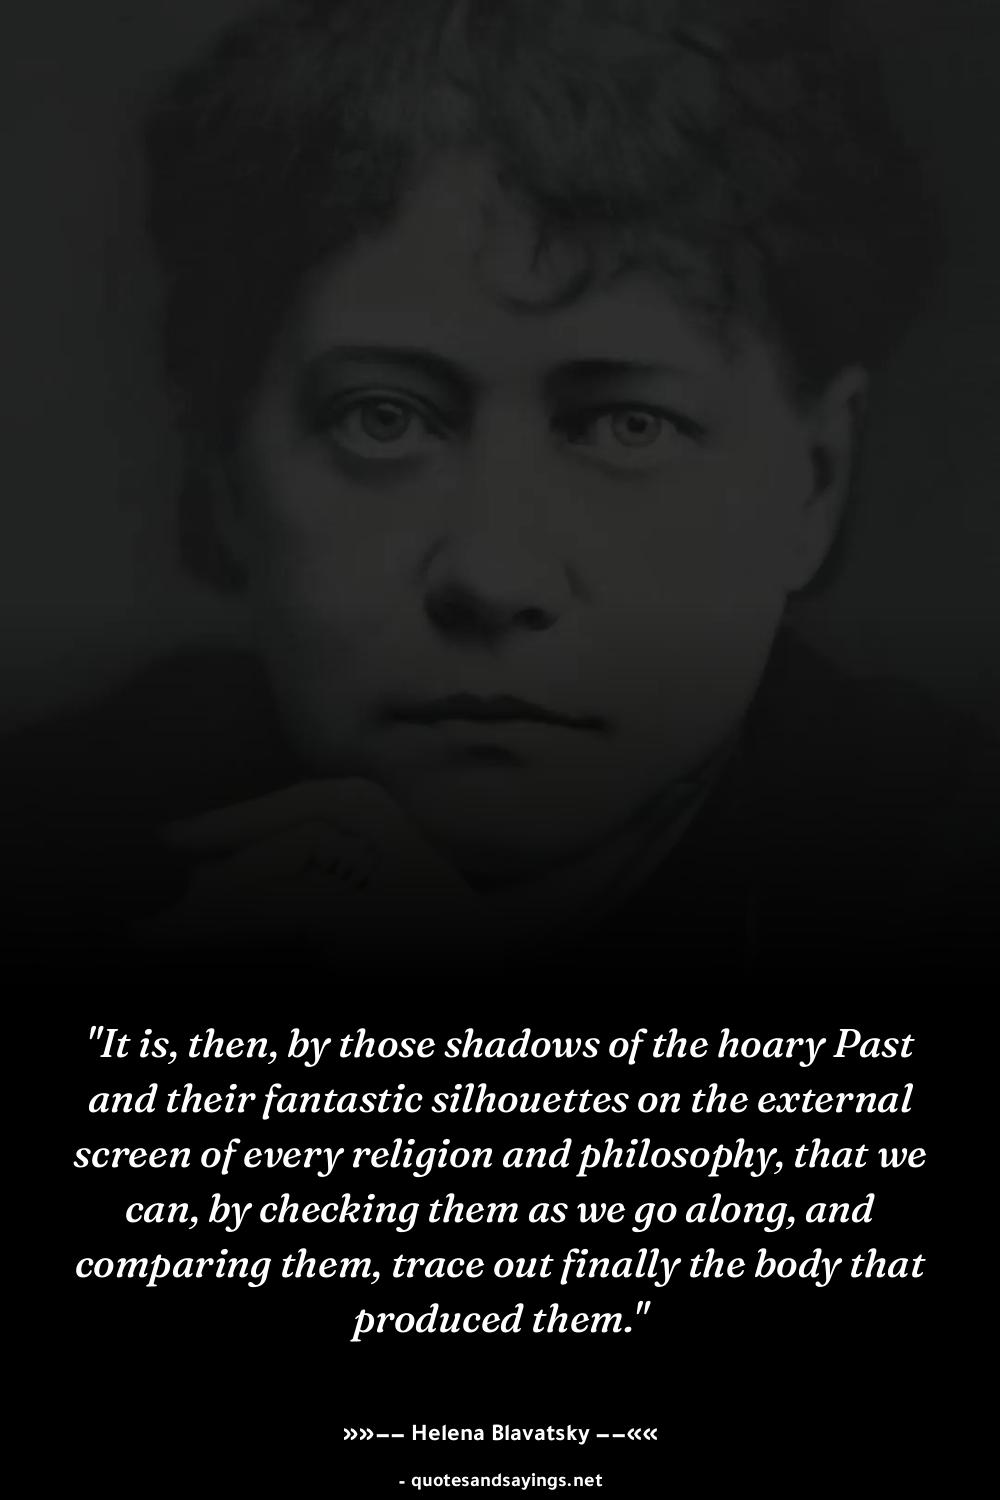 "It is, then, by those shadows of the hoary Past
and their fantastic silhouettes on the external
screen of every religion and philosophy, that we
can, by checking them as we go along, and
comparing them, trace out finally the body that
produced them."
»»–– Helena Blavatsky ––««
- quotesandsayings.net